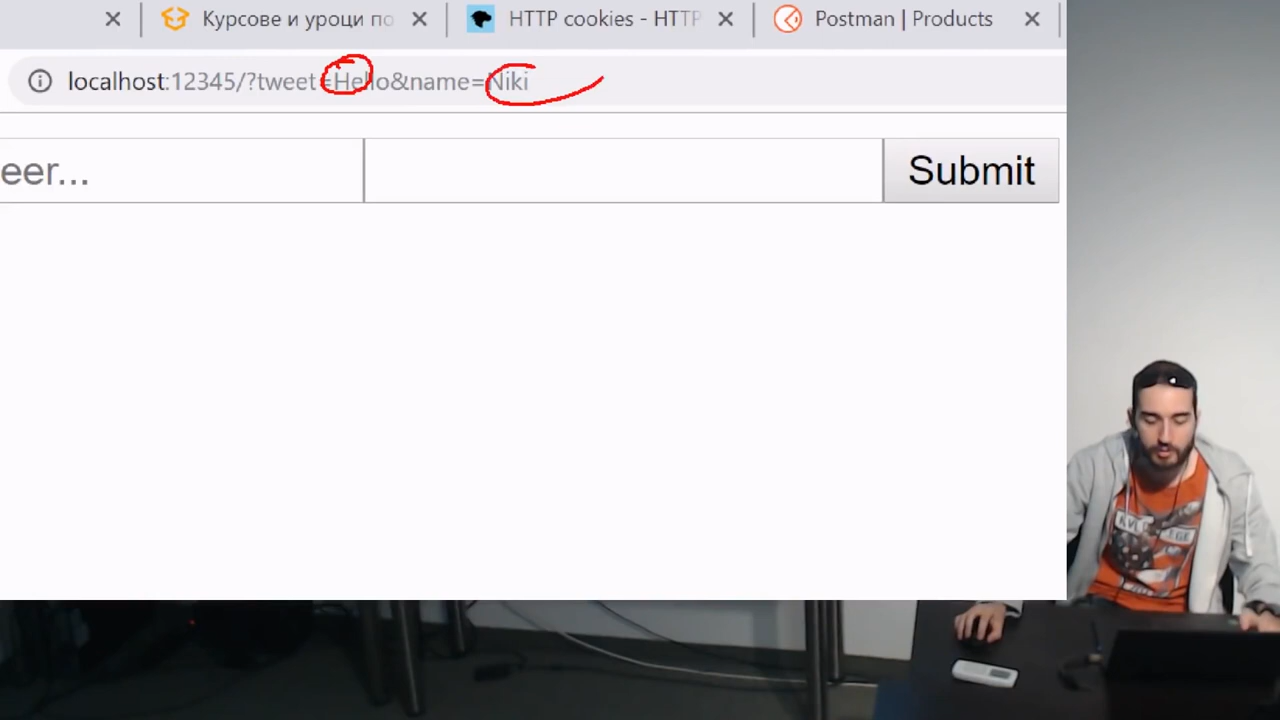 Курсове и уроци по
HTTP cookies - HTTP
Postman | Products
localhost:12345/?tweet=Hello&name=Niki
eer...
Submit